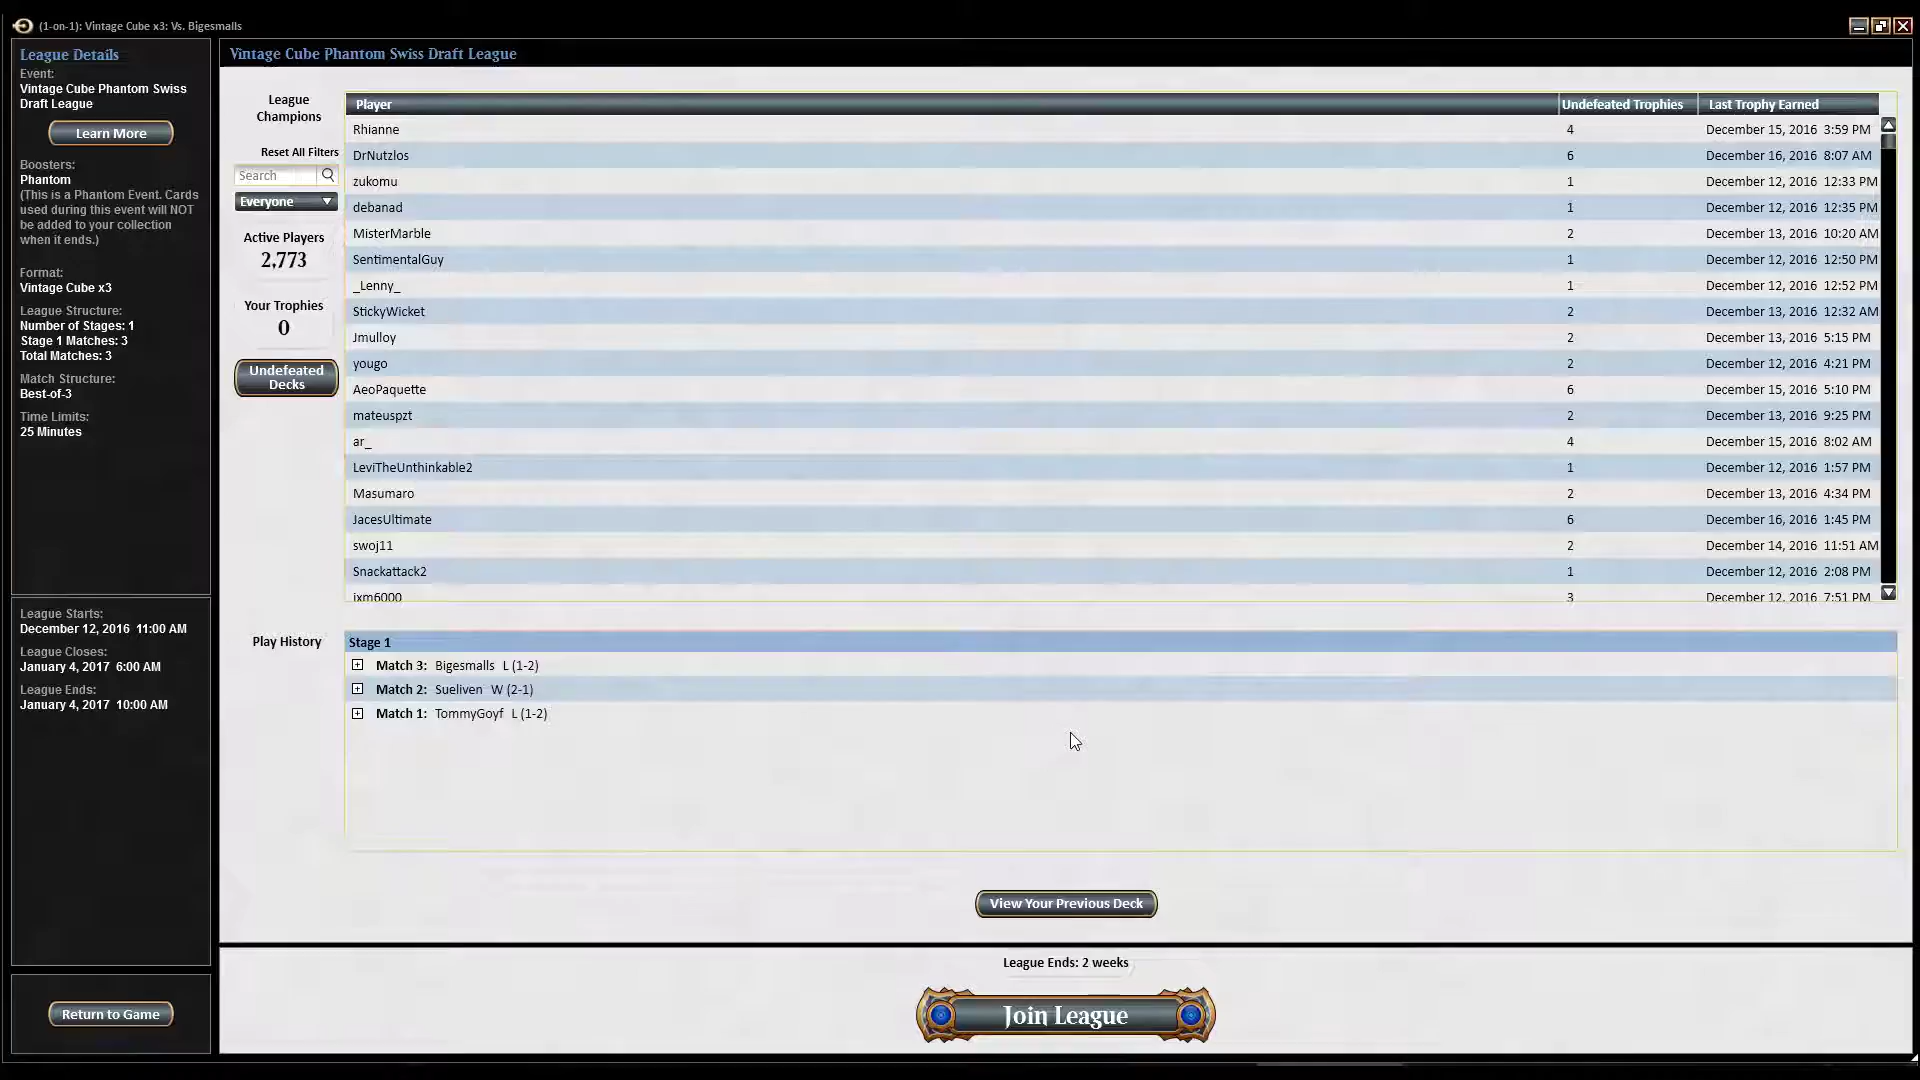 (1-on-1): Vintage Cube x3: Vs. Bigesmalls
League Details
Event:
Vintage Cube Phantom Swiss
Draft League
Learn More
Boosters:
Phantom
(This is a Phantom Event. Cards
used during this event will NOT
be added to your collection
when it ends.)
Format:
Vintage Cube x3
League Structure:
Number of Stages: 1
Stage 1 Matches: 3
Total Matches: 3
Match Structure:
Best-of-3
Time Limits:
25 Minutes
League Starts:
December 12, 2016 11:00 AM
League Closes:
January 4, 2017 6:00 AM
League Ends:
January 4, 2017 10:00 AM
Return to Game
Vintage Cube Phantom Swiss Draft League
League
Champions
Reset All Filters
Search
Everyone
Active Players
2,773
Your Trophies
0
Undefeated
Decks
Player Undefeated Trophies Last Trophy Earned
Rhianne 4 December 15, 2016 3:59 PM
DrNutzlos 6 December 16, 2016 8:07 AM
zukomu 1 December 12, 2016 12:33 PM
debanad 1 December 12, 2016 12:35 PM
MisterMarble 2 December 13, 2016 10:20 AM
SentimentalGuy 1 December 12, 2016 12:50 PM
_Lenny_ 1 December 12, 2016 12:52 PM
StickyWicket 2 December 13, 2016 12:32 AM
Jmulloy 2 December 13, 2016 5:15 PM
yougo 2 December 12, 2016 4:21 PM
AeoPaquette 6 December 15, 2016 5:10 PM
mateuspzt 2 December 13, 2016 9:25 PM
ar_ 4 December 15, 2016 8:02 AM
LeviTheUnthinkable2 1 December 12, 2016 1:57 PM
Masumaro 2 December 13, 2016 4:34 PM
JacesUltimate 6 December 16, 2016 1:45 PM
swoj11 2 December 14, 2016 11:51 AM
Snackattack2 1 December 12, 2016 2:08 PM
jxm6000 3 December 12, 2016 7:51 PM
Play History
Stage 1
Match 3: Bigesmalls L (1-2)
Match 2: Sueliven W (2-1)
Match 1: TommyGoyf L (1-2)
View Your Previous Deck
League Ends: 2 weeks
Join League